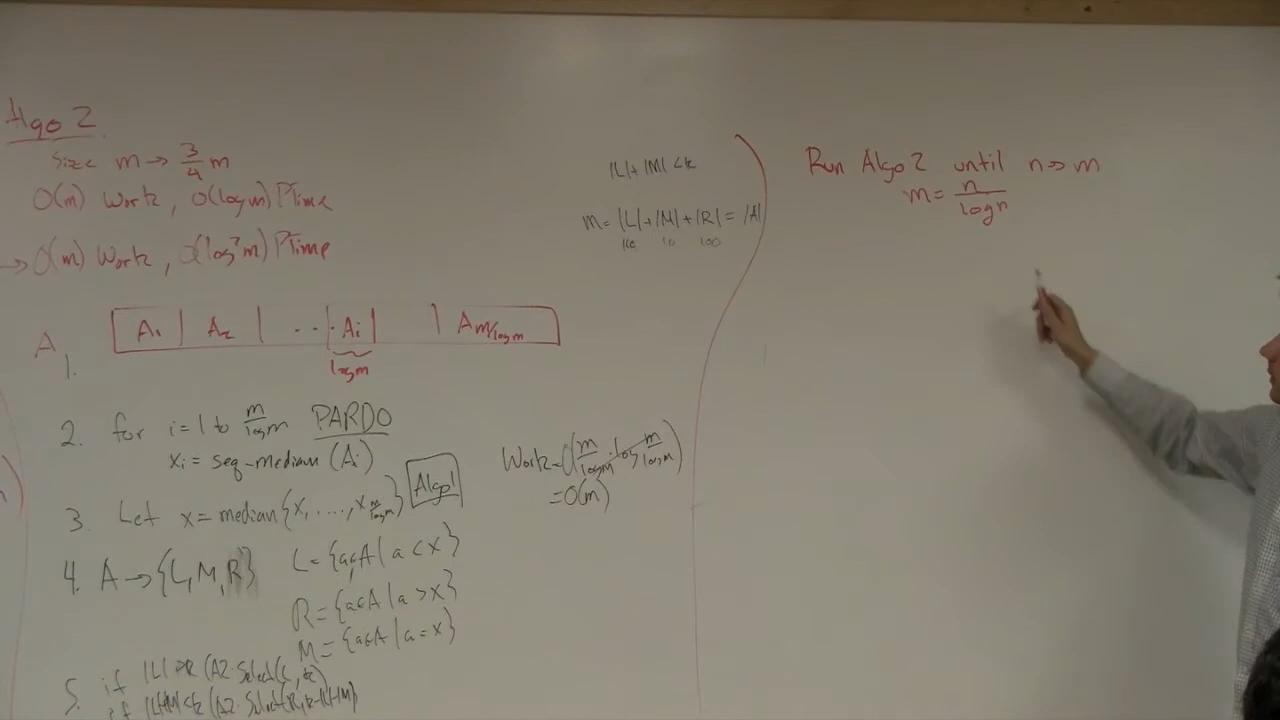 Algo 2
Size m → 3/4 m
O(m) Work, O(log m) PTime
→ O(m) Work, O(log² m) PTime
A
A₁ | A₂ | ... | Aᵢ | | A m/log m
log m
1.
2. for i=1 to m/log m PARDO
xᵢ = seq-median (Aᵢ)
3. Let x = median{x, ...., x m/log m} Algo 1
4. A → {L, M, R} L = {a∈A | a < x}
R = {a∈A | a > x}
M = {a∈A | a = x}
5. if |L| ≥ k (A2-Select(L, k)
if |L|+|M| < k (A2-Select(R, k-|L|-|M|)
Work = O(m/log m · log m/log m)
= O(m)
|L|+|M| < k
m = |L|+|M|+|R| = |A|
100 10 100
Run Algo 2 until n → m
m = n/log n